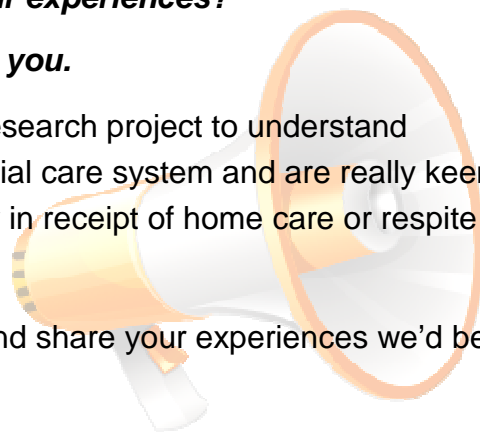 r experiences?
you.
esearch project to understand
ial care system and are really keen
in receipt of home care or respite
nd share your experiences we'd be